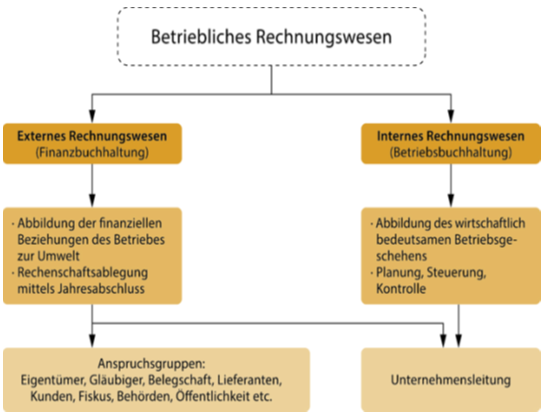 Betriebliches Rechnungswesen
Externes Rechnungswesen
(Finanzbuchhaltung)
Internes Rechnungswesen
(Betriebsbuchhaltung)
· Abbildung der finanziellen
Beziehungen des Betriebes
zur Umwelt
· Rechenschaftsablegung
mittels Jahresabschluss
· Abbildung des wirtschaftlich
bedeutsamen Betriebsge-
schehens
· Planung, Steuerung,
Kontrolle
Anspruchsgruppen:
Eigentümer, Gläubiger, Belegschaft, Lieferanten,
Kunden, Fiskus, Behörden, Öffentlichkeit etc.
Unternehmensleitung